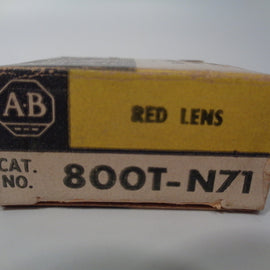 A-B
RED LENS
CAT.
NO. 800T-N71